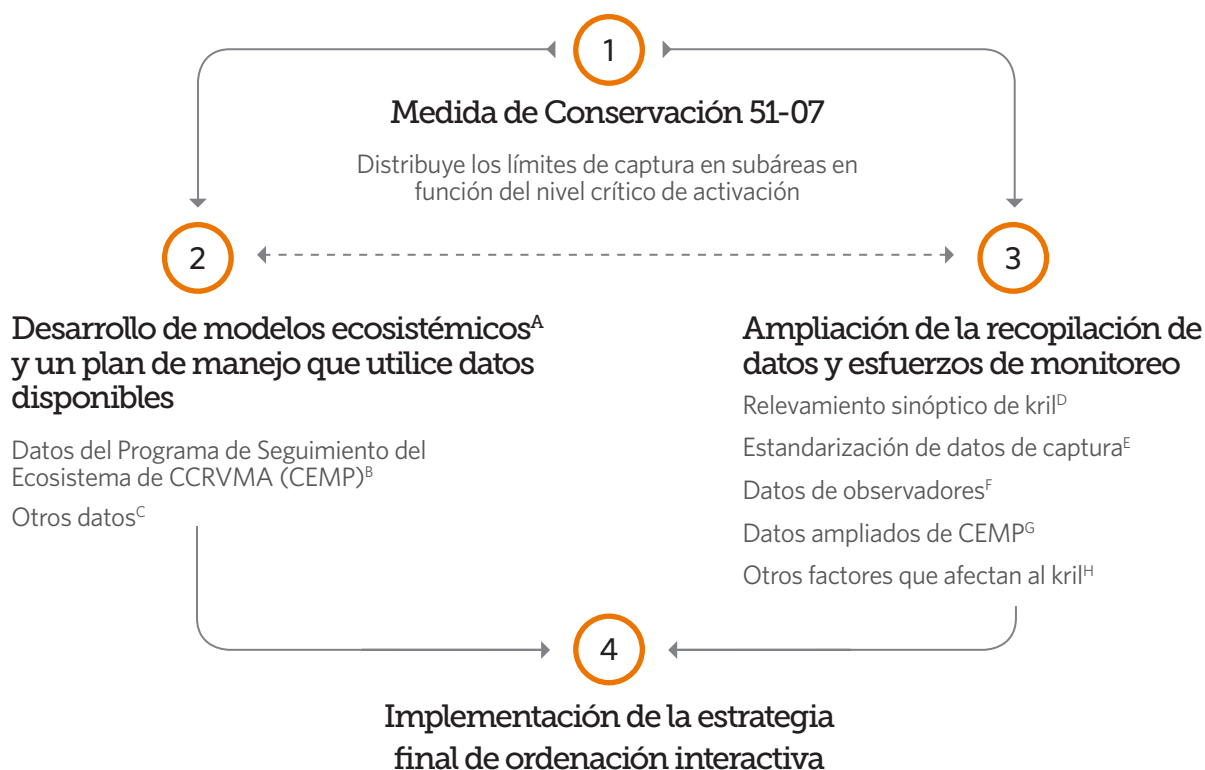 1
Medida de Conservación 51-07
Distribuye los límites de captura en subáreas en
función del nivel crítico de activación
2
Desarrollo de modelos ecosistémicosᴬ
y un plan de manejo que utilice datos
disponibles
Datos del Programa de Seguimiento del
Ecosistema de CCRVMA (CEMP)ᴮ
Otros datosC
3
Ampliación de la recopilación de
datos y esfuerzos de monitoreo
Relevamiento sinóptico de krilᴰ
Estandarización de datos de capturaᴱ
Datos de observadoresF
Datos ampliados de CEMPᴳ
Otros factores que afectan al krilᴴ
4
Implementación de la estrategia
final de ordenación interactiva